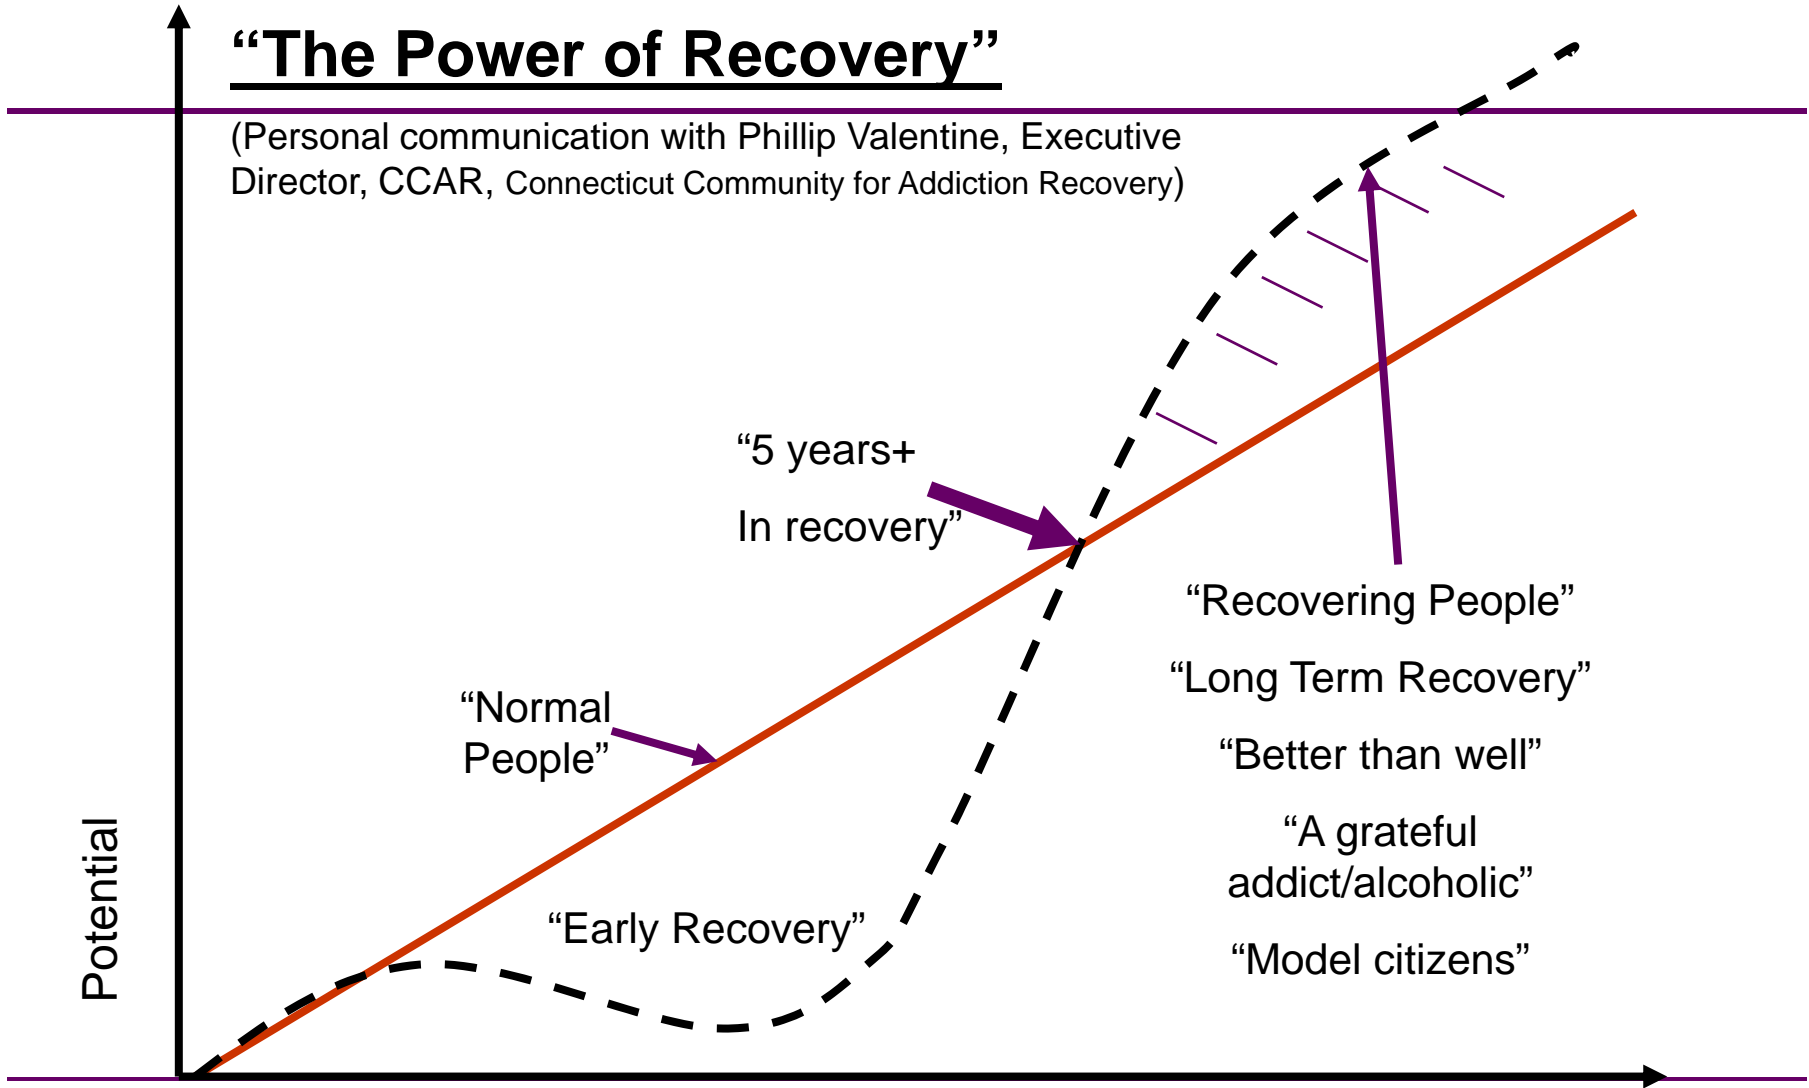 “The Power of Recovery”
(Personal communication with Phillip Valentine, Executive
Director, CCAR, Connecticut Community for Addiction Recovery)
“5 years+
In recovery”
“Normal
People”
“Early Recovery”
“Recovering People”
“Long Term Recovery”
“Better than well”
“A grateful
addict/alcoholic”
“Model citizens”
Potential